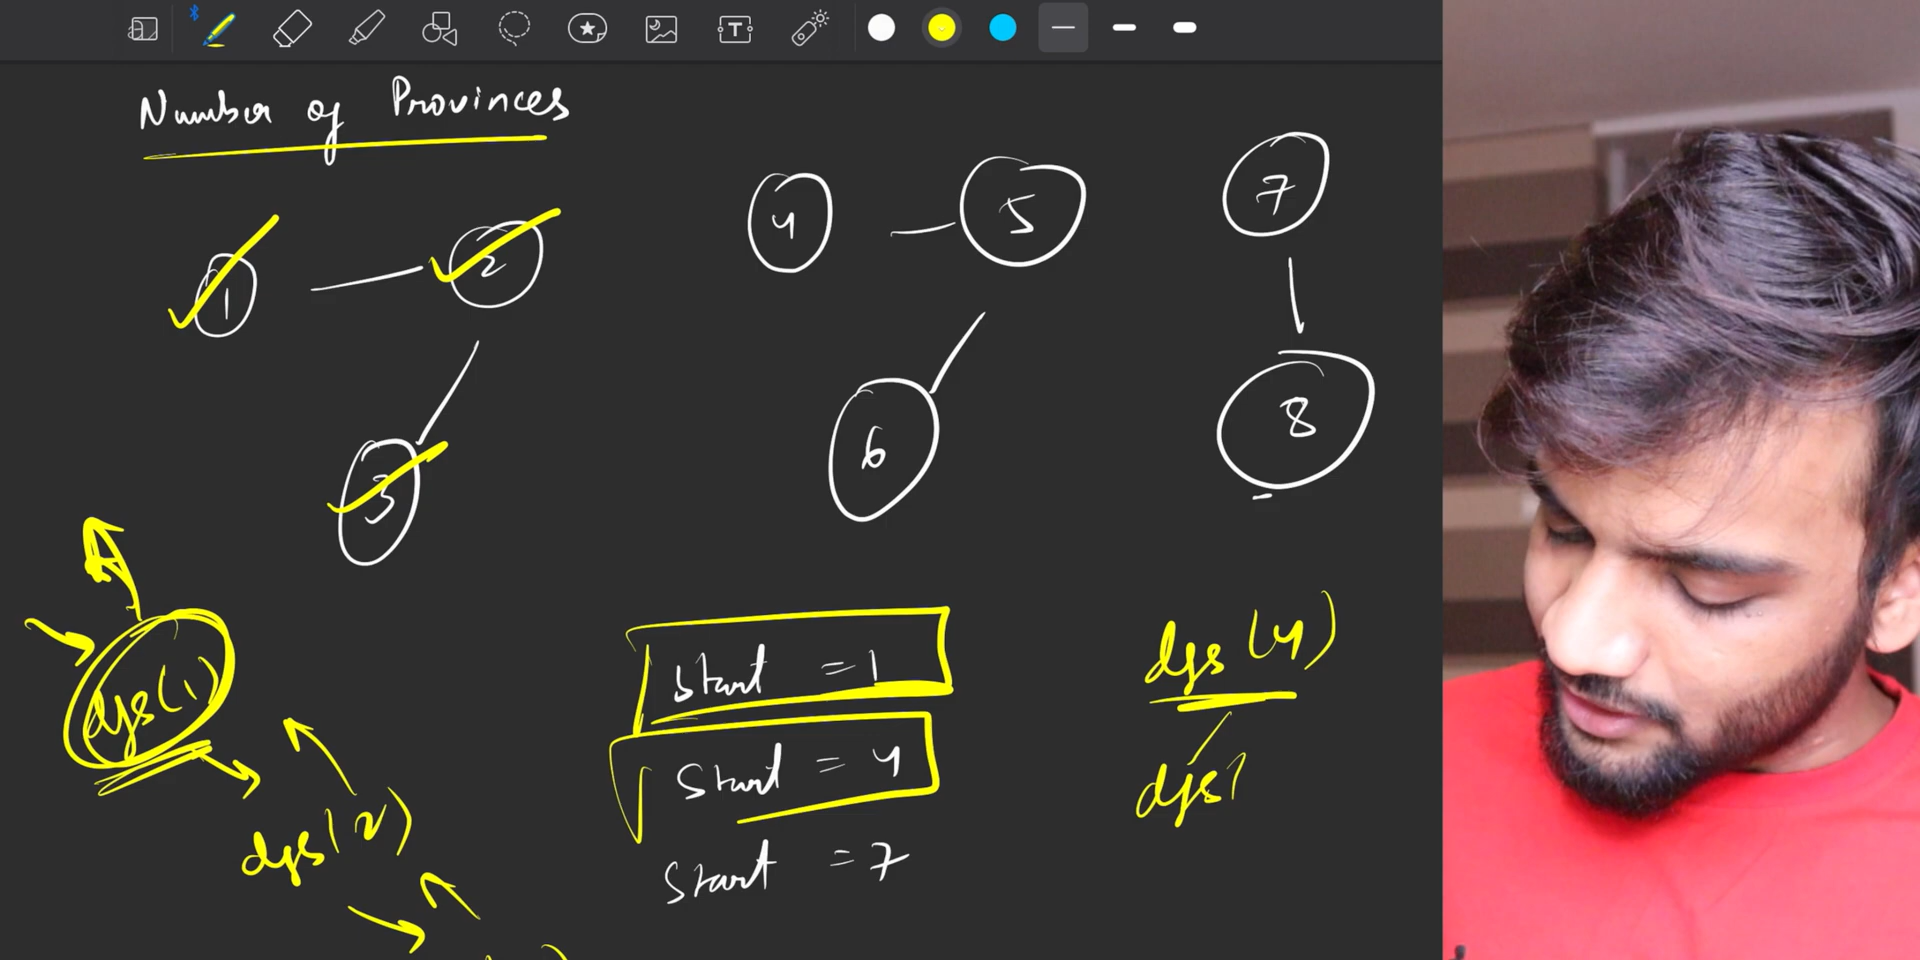 Number of Provinces
1
2
3
4
5
6
7
8
dfs(1)
dfs(2)
Start = 1
Start = 4
Start = 7
dfs(4)
dfs(
T